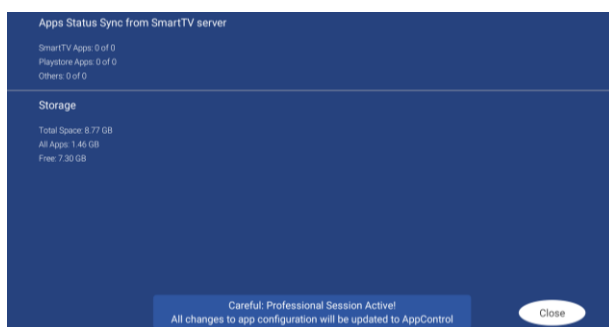 Apps Status Sync from SmartTV server
SmartTV Apps: 0 of 0
Playstore Apps: 0 of 0
Others: 0 of 0
Storage
Total Space: 8.77 GB
All Apps: 1.46 GB
Free: 7.30 GB
Careful: Professional Session Active!
All changes to app configuration will be updated to AppControl
Close